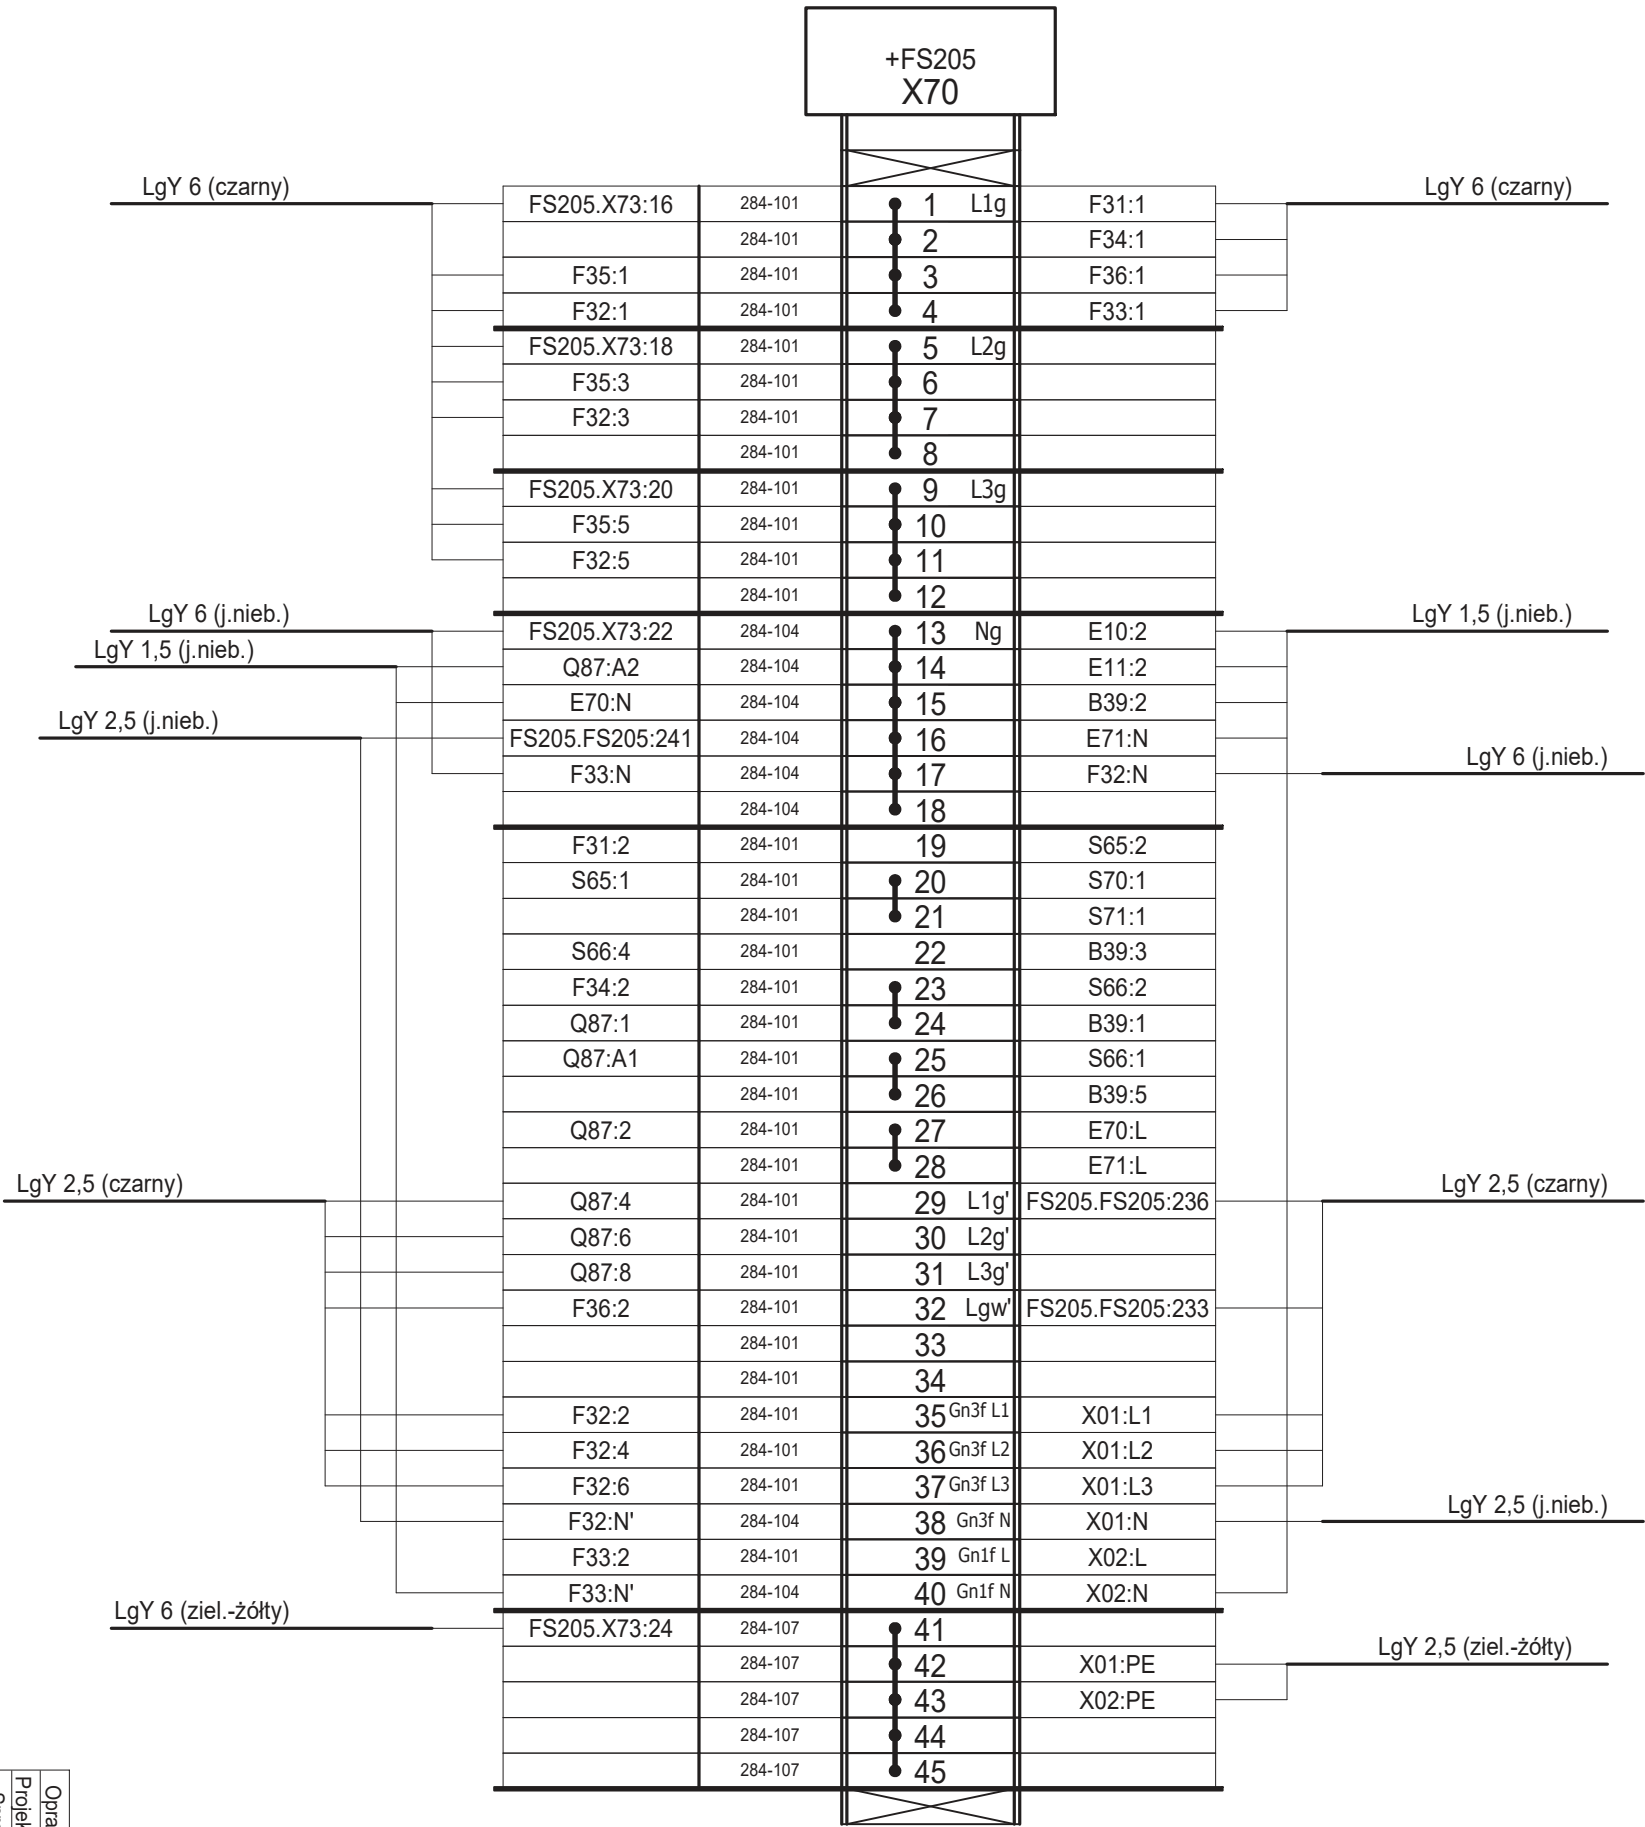 +FS205
X70
LgY 6 (czarny)
LgY 6 (czarny)
FS205.X73:16 284-101 1 L1g F31:1
284-101 2 F34:1
F35:1 284-101 3 F36:1
F32:1 284-101 4 F33:1
FS205.X73:18 284-101 5 L2g
F35:3 284-101 6
F32:3 284-101 7
284-101 8
FS205.X73:20 284-101 9 L3g
F35:5 284-101 10
F32:5 284-101 11
284-101 12
LgY 6 (j.nieb.)
LgY 1,5 (j.nieb.)
FS205.X73:22 284-104 13 Ng E10:2
LgY 1,5 (j.nieb.)
Q87:A2 284-104 14 E11:2
E70:N 284-104 15 B39:2
LgY 2,5 (j.nieb.)
FS205.FS205:241 284-104 16 E71:N
LgY 6 (j.nieb.)
F33:N 284-104 17 F32:N
284-104 18
F31:2 284-101 19 S65:2
S65:1 284-101 20 S70:1
284-101 21 S71:1
S66:4 284-101 22 B39:3
F34:2 284-101 23 S66:2
Q87:1 284-101 24 B39:1
Q87:A1 284-101 25 S66:1
284-101 26 B39:5
Q87:2 284-101 27 E70:L
284-101 28 E71:L
LgY 2,5 (czarny)
LgY 2,5 (czarny)
Q87:4 284-101 29 L1g' FS205.FS205:236
Q87:6 284-101 30 L2g'
Q87:8 284-101 31 L3g'
F36:2 284-101 32 Lgw' FS205.FS205:233
284-101 33
284-101 34
F32:2 284-101 35 Gn3f L1 X01:L1
F32:4 284-101 36 Gn3f L2 X01:L2
F32:6 284-101 37 Gn3f L3 X01:L3
LgY 2,5 (j.nieb.)
F32:N' 284-104 38 Gn3f N X01:N
F33:2 284-101 39 Gn1f L X02:L
F33:N' 284-104 40 Gn1f N X02:N
LgY 6 (ziel.-żółty)
FS205.X73:24 284-107 41
LgY 2,5 (ziel.-żółty)
284-107 42 X01:PE
284-107 43 X02:PE
284-107 44
284-107 45
Opra
Projek